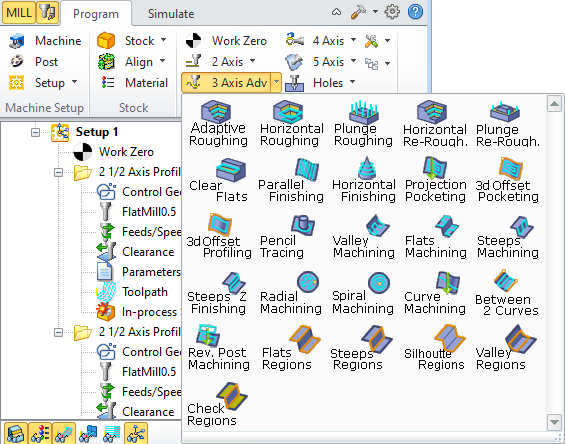 MILL Program Simulate
Machine Stock Work Zero 4 Axis
Post Align 2 Axis 5 Axis
Setup Material 3 Axis Adv Holes
Machine Setup Stock
Adaptive Roughing
Horizontal Roughing
Plunge Roughing
Horizontal Re-Rough.
Plunge Re-Rough.
Clear Flats
Parallel Finishing
Horizontal Finishing
Projection Pocketing
3d Offset Pocketing
3d Offset Profiling
Pencil Tracing
Valley Machining
Flats Machining
Steeps Machining
Steeps Z Finishing
Radial Machining
Spiral Machining
Curve Machining
Between 2 Curves
Rev. Post Machining
Flats Regions
Steeps Regions
Silhoutte Regions
Valley Regions
Check Regions
Setup 1
Work Zero
2 1/2 Axis Profil
Control Geo
FlatMill0.5
Feeds/Spee
Clearance
Parameters
Toolpath
In-process
2 1/2 Axis Profil
Control Geo
FlatMill0.5
Feeds/Spee
Clearance